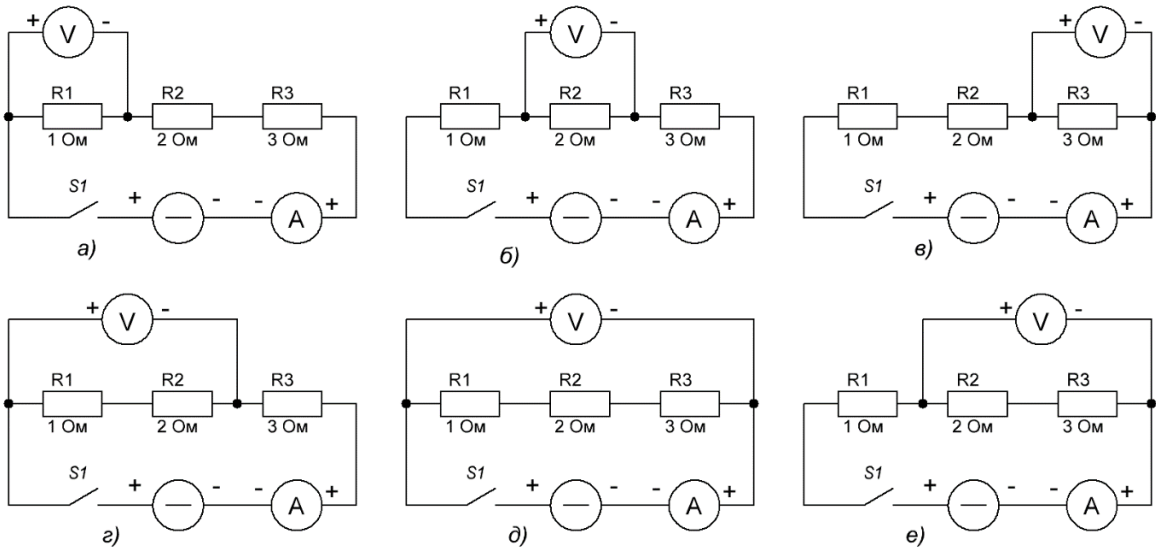 + V - + V - + V -
R1 R2 R3 R1 R2 R3 R1 R2 R3
1 Ом 2 Ом 3 Ом 1 Ом 2 Ом 3 Ом 1 Ом 2 Ом 3 Ом
S1 + - - A + S1 + - - A + S1 + - - A +
а) б) в)
+ V - + V - + V -
R1 R2 R3 R1 R2 R3 R1 R2 R3
1 Ом 2 Ом 3 Ом 1 Ом 2 Ом 3 Ом 1 Ом 2 Ом 3 Ом
S1 + - - A + S1 + - - A + S1 + - - A +
г) д) е)